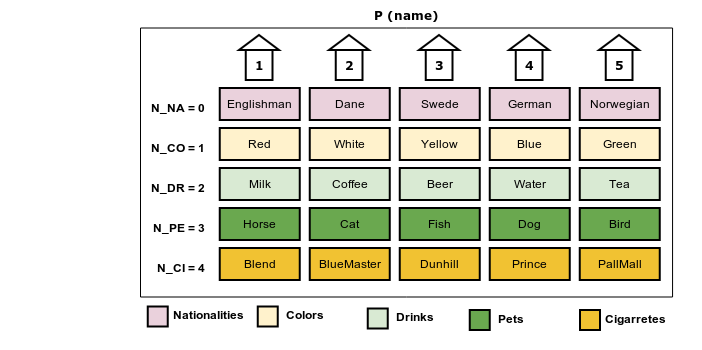 P (name)
1 2 3 4 5
N_NA = 0 Englishman Dane Swede German Norwegian
N_CO = 1 Red White Yellow Blue Green
N_DR = 2 Milk Coffee Beer Water Tea
N_PE = 3 Horse Cat Fish Dog Bird
N_CI = 4 Blend BlueMaster Dunhill Prince PallMall
Nationalities Colors Drinks Pets Cigarretes